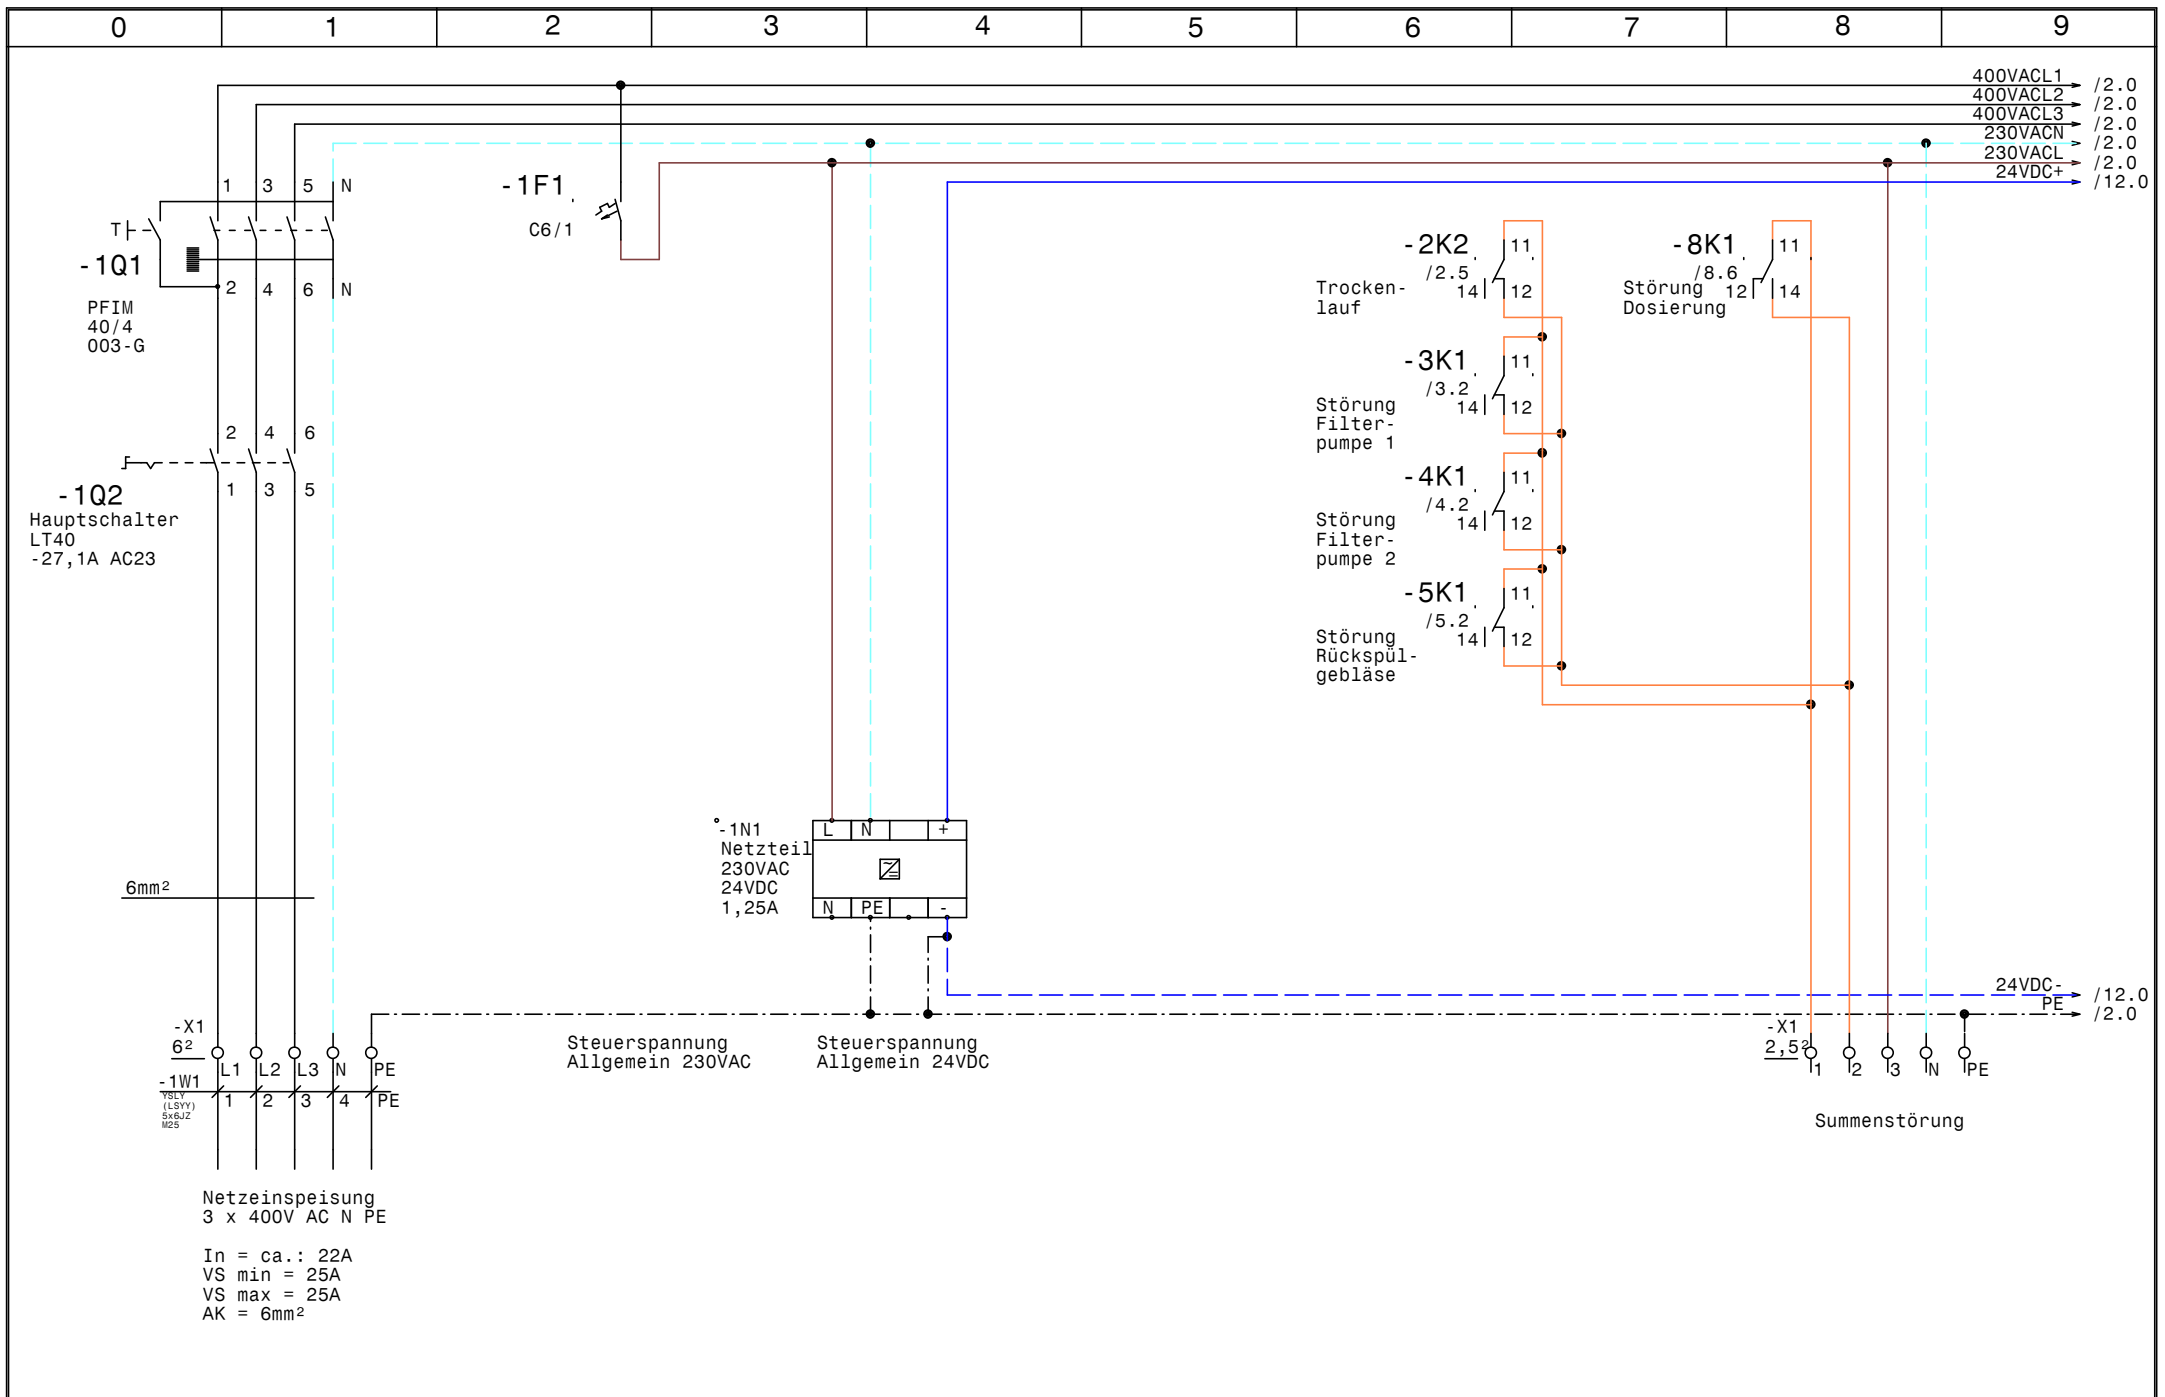 0 1 2 3 4 5 6 7 8 9
400VACL1 /2.0
400VACL2 /2.0
400VACL3 /2.0
230VACN /2.0
230VACL /2.0
24VDC+ /12.0
1 3 5 N
T
-1Q1
2 4 6 N
PFIM
40/4
003-G
-1F1
C6/1
2 4 6
1 3 5
-1Q2
Hauptschalter
LT40
-27,1A AC23
-2K2 11
/2.5
14 12
Trocken-
lauf
-3K1 11
/3.2
14 12
Störung
Filter-
pumpe 1
-4K1 11
/4.2
14 12
Störung
Filter-
pumpe 2
-5K1 11
/5.2
14 12
Störung
Rückspül-
gebläse
-8K1 11
/8.6
12 14
Störung
Dosierung
-1N1
Netzteil
230VAC
24VDC
1,25A
L N +
N PE -
6mm²
24VDC- /12.0
PE /2.0
-X1
6²
L1 L2 L3 N PE
-1W1
YSLY
(LSYY)
5x6JZ
M25
1 2 3 4 PE
Steuerspannung
Allgemein 230VAC
Steuerspannung
Allgemein 24VDC
-X1
2,5²
1 2 3 N PE
Summenstörung
Netzeinspeisung
3 x 400V AC N PE
In = ca.: 22A
VS min = 25A
VS max = 25A
AK = 6mm²